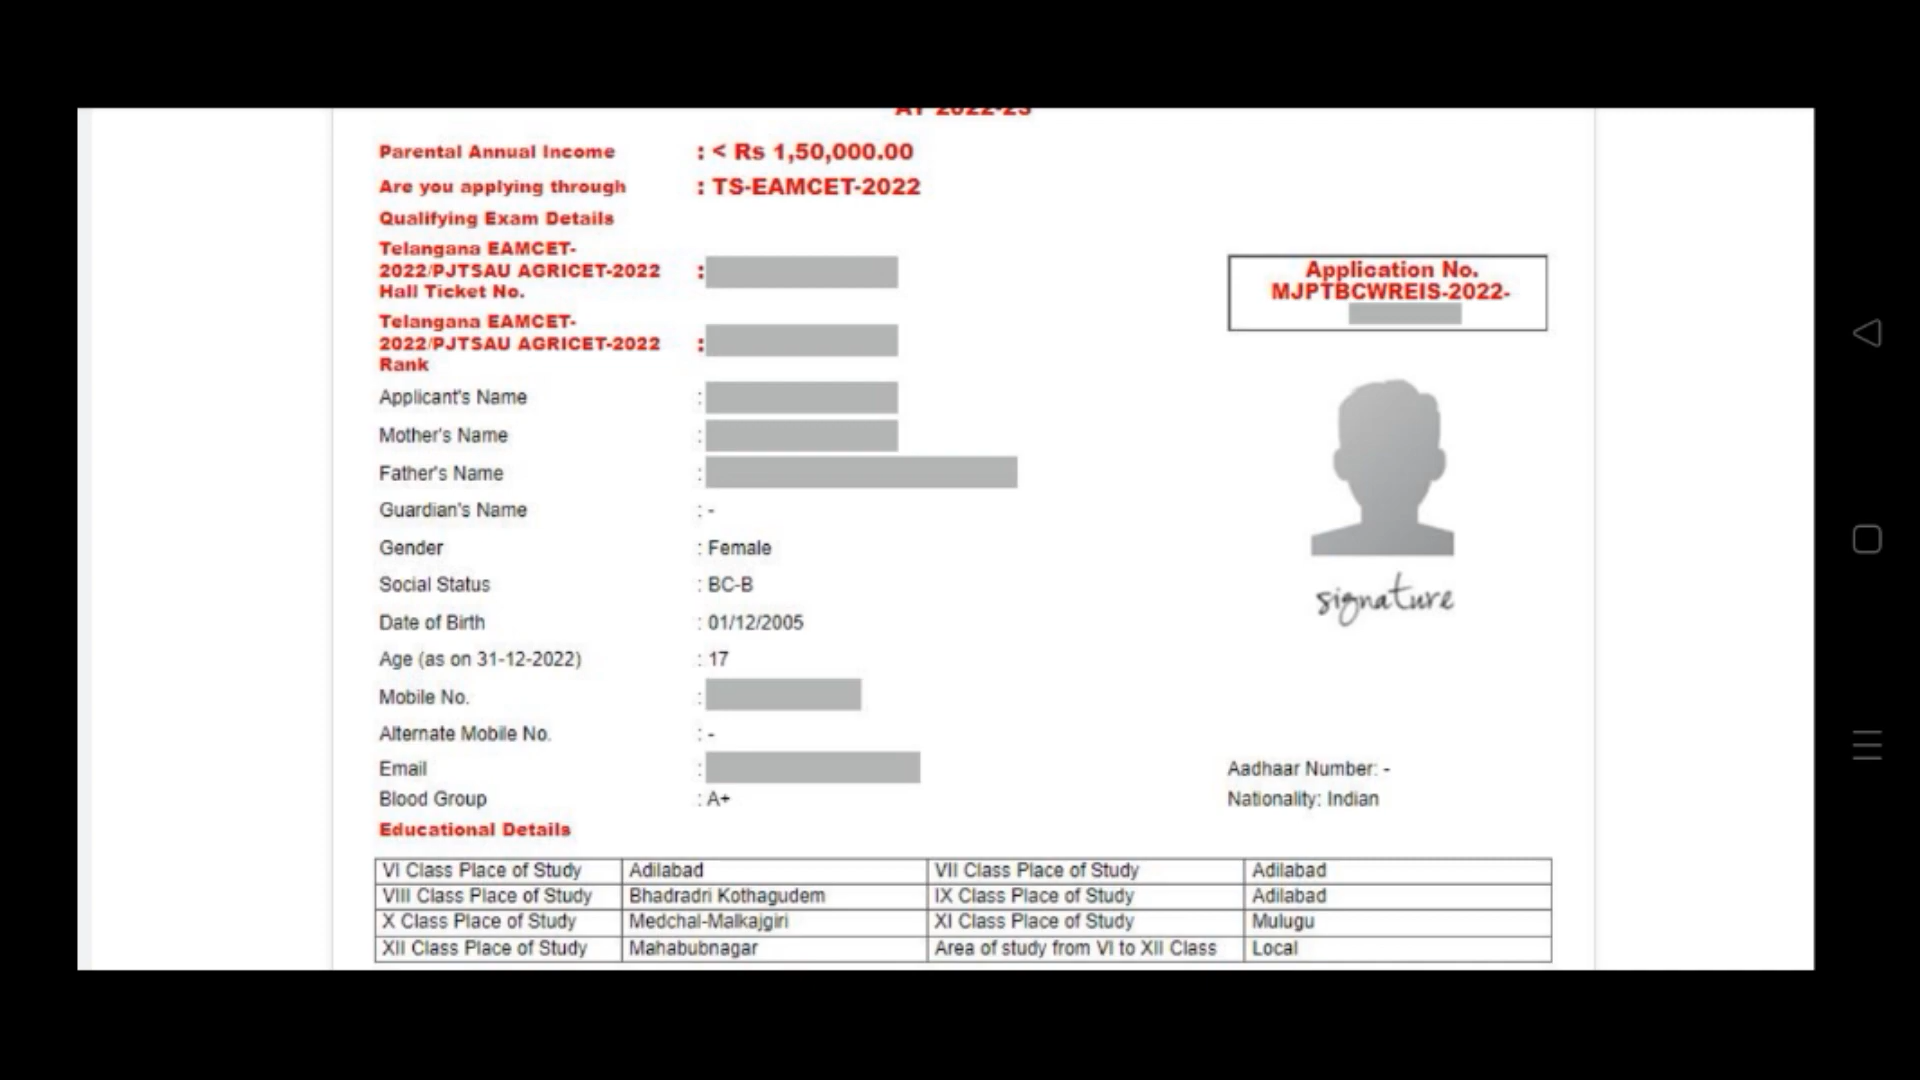 AY 2022-23
Parental Annual Income : < Rs 1,50,000.00
Are you applying through : TS-EAMCET-2022
Qualifying Exam Details
Telangana EAMCET-
2022/PJTSAU AGRICET-2022 :
Hall Ticket No.
Application No.
MJPTBCWREIS-2022-
Telangana EAMCET-
2022/PJTSAU AGRICET-2022 :
Rank
Applicant's Name :
Mother's Name :
Father's Name :
Guardian's Name : -
Gender : Female
Social Status : BC-B
signature
Date of Birth : 01/12/2005
Age (as on 31-12-2022) : 17
Mobile No. :
Alternate Mobile No. : -
Email : Aadhaar Number: -
Blood Group : A+ Nationality: Indian
Educational Details
VI Class Place of Study Adilabad VII Class Place of Study Adilabad
VIII Class Place of Study Bhadradri Kothagudem IX Class Place of Study Adilabad
X Class Place of Study Medchal-Malkajgiri XI Class Place of Study Mulugu
XII Class Place of Study Mahabubnagar Area of study from VI to XII Class Local